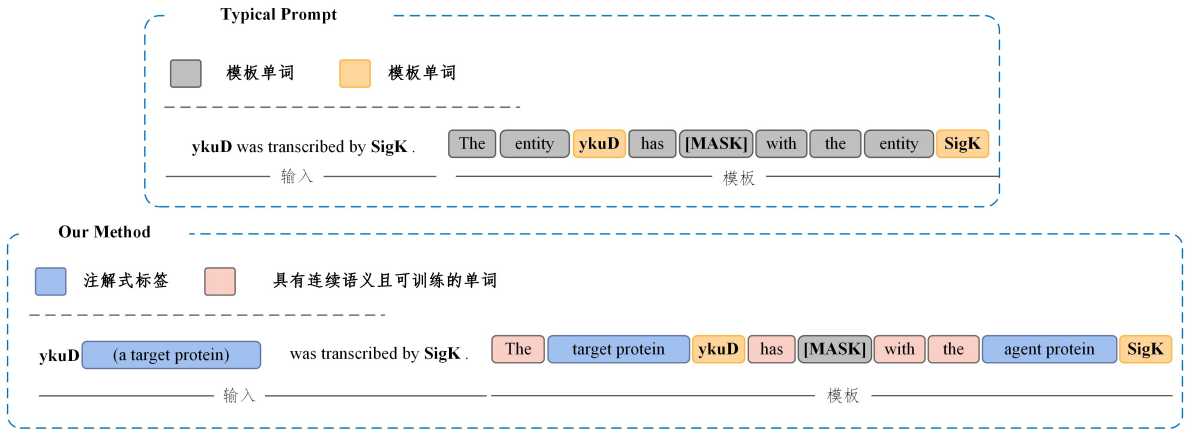 Typical Prompt
模板单词 模板单词
ykuD was transcribed by SigK . The entity ykuD has [MASK] with the entity SigK
输入 模板
Our Method
注解式标签 具有连续语义且可训练的单词
ykuD (a target protein) was transcribed by SigK . The target protein ykuD has [MASK] with the agent protein SigK
输入 模板